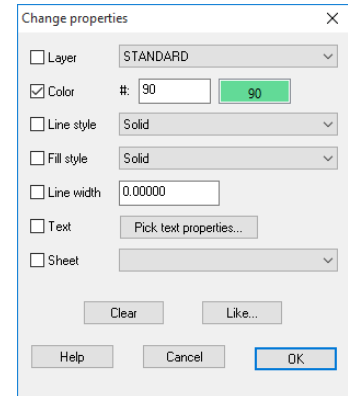 Change properties
Layer STANDARD
Color #: 90 90
Line style Solid
Fill style Solid
Line width 0.00000
Text Pick text properties...
Sheet
Clear Like...
Help Cancel OK